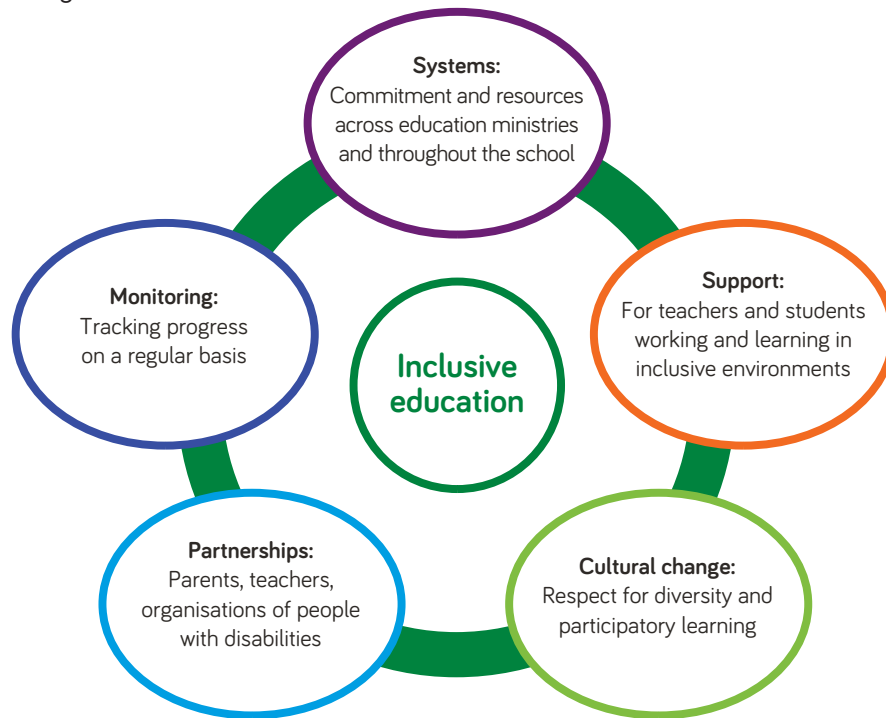 Systems:
Commitment and resources
across education ministries
and throughout the school
Support:
For teachers and students
working and learning in
inclusive environments
Monitoring:
Tracking progress
on a regular basis
Inclusive
education
Partnerships:
Parents, teachers,
organisations of people
with disabilities
Cultural change:
Respect for diversity and
participatory learning